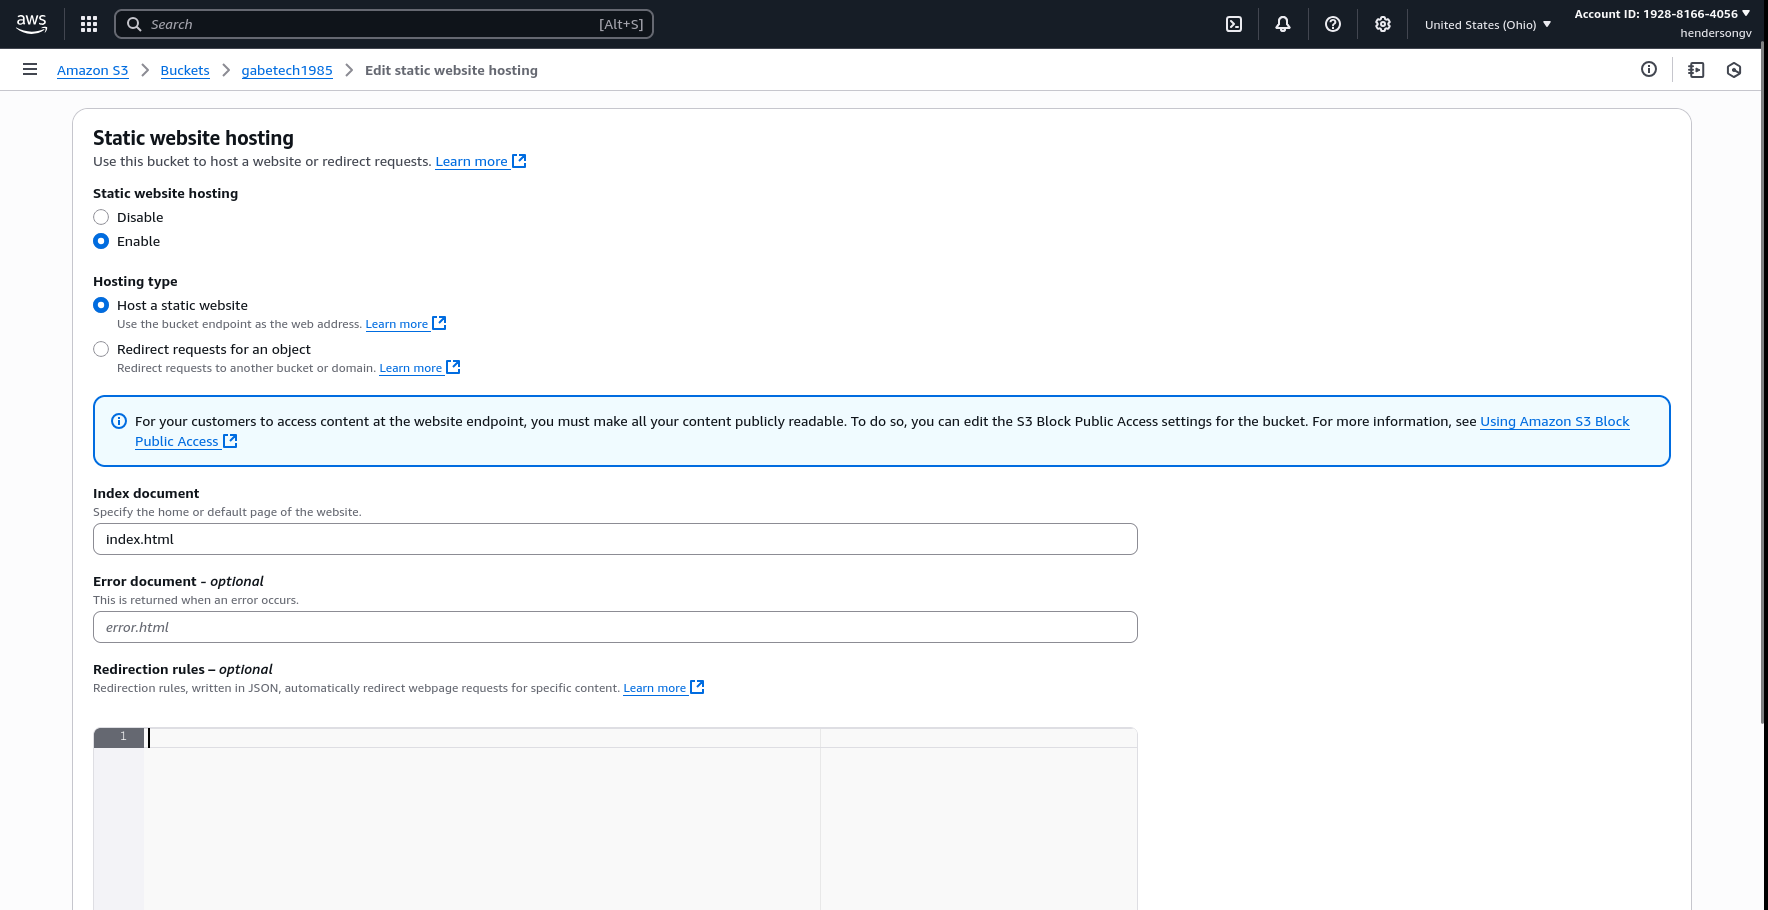 aws
Search [Alt+S]
United States (Ohio)
Account ID: 1928-8166-4056
hendersongv
Amazon S3 > Buckets > gabetech1985 > Edit static website hosting
Static website hosting
Use this bucket to host a website or redirect requests. Learn more
Static website hosting
Disable
Enable
Hosting type
Host a static website
Use the bucket endpoint as the web address. Learn more
Redirect requests for an object
Redirect requests to another bucket or domain. Learn more
For your customers to access content at the website endpoint, you must make all your content publicly readable. To do so, you can edit the S3 Block Public Access settings for the bucket. For more information, see Using Amazon S3 Block
Public Access
Index document
Specify the home or default page of the website.
index.html
Error document - optional
This is returned when an error occurs.
error.html
Redirection rules – optional
Redirection rules, written in JSON, automatically redirect webpage requests for specific content. Learn more
1